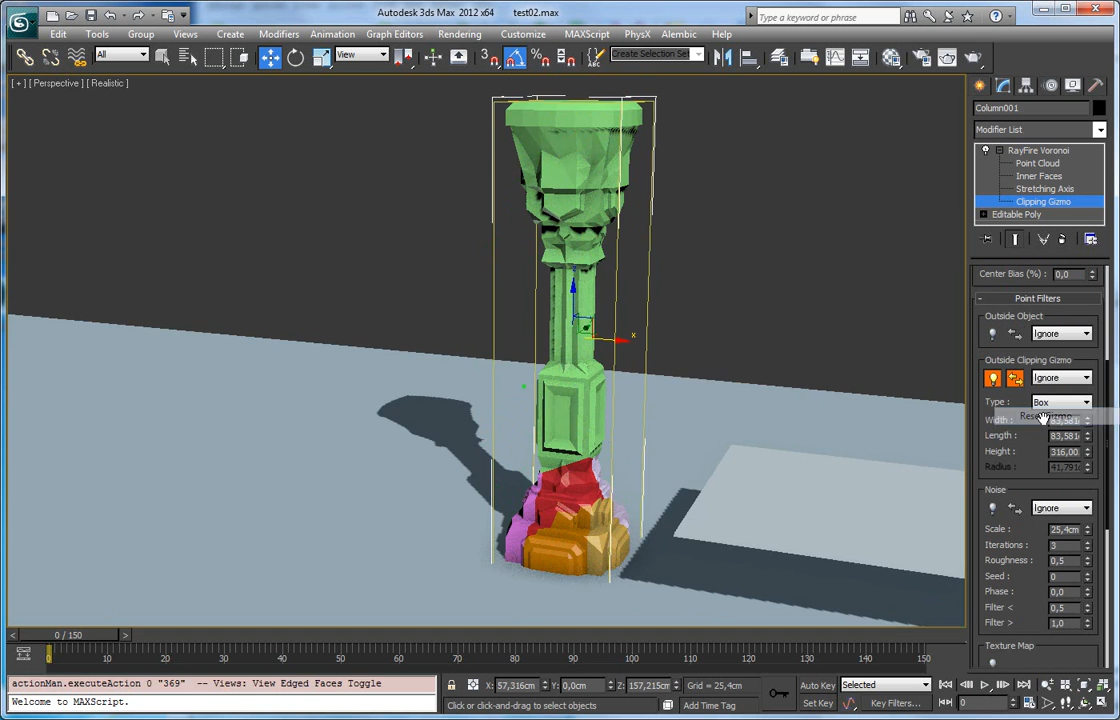 Autodesk 3ds Max 2012 x64 test02.max
Type a keyword or phrase
Edit Tools Group Views Create Modifiers Animation Graph Editors Rendering Customize MAXScript PhysX Alembic Help
All View 3 Create Selection Set
[ + ] [ Perspective ] [ Realistic ]
Column001
Modifier List
RayFire Voronoi
Point Cloud
Inner Faces
Stretching Axis
Clipping Gizmo
Editable Poly
Center Bias (%) : 0,0
- Point Filters
Outside Object
Ignore
Outside Clipping Gizmo
Ignore
Type : Box
Width : 83,581
Length : 83,581
Height : 316,00
Radius : 41,791
Noise
Ignore
Scale : 25,4cm
Iterations : 3
Roughness : 0,5
Seed : 0
Phase : 0,0
Filter < 0,5
Filter > 1,0
Texture Map
x
< 0 / 150 >
0 10 20 30 40 50 60 70 80 90 100 110 120 130 140 150
actionMan.executeAction 0 "369" -- Views: View Edged Faces Toggle
Welcome to MAXScript.
X: 57,316cm Y: 0,0cm Z: 157,215cm Grid = 25,4cm
Click or click-and-drag to select objects Add Time Tag
Auto Key Selected
Set Key Key Filters... 0